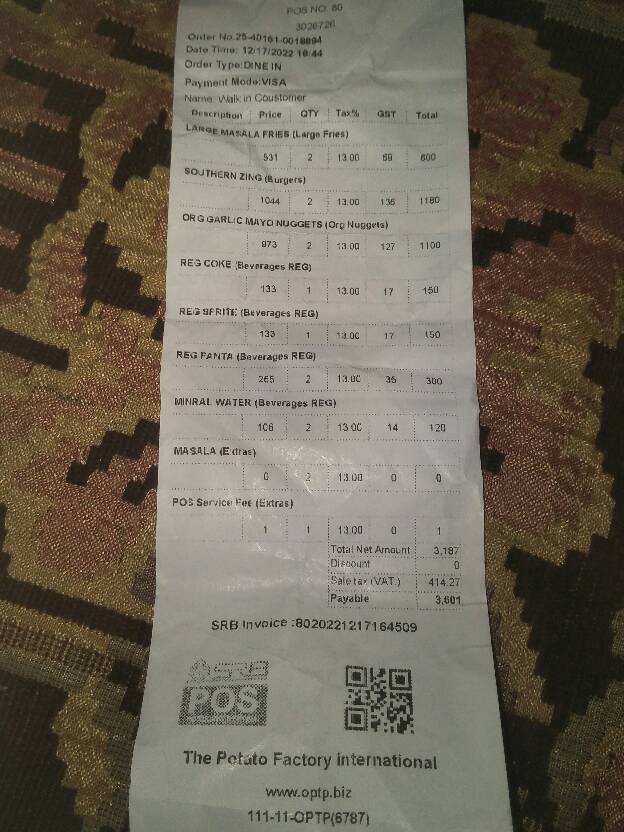 POS NO: 80
3026726
Order No.25-40161-0018894
Date Time: 12/17/2022 16:44
Order Type:DINE IN
Payment Mode:VISA
Name: Walk in Coustomer
Description Price QTY Tax% GST Total
LARGE MASALA FRIES (Large Fries)
531 2 13.00 69 600
SOUTHERN ZING (Burgers)
1044 2 13.00 136 1180
ORG GARLIC MAYO NUGGETS (Org Nuggets)
973 2 13.00 127 1100
REG COKE (Beverages REG)
133 1 13.00 17 150
REG SPRITE (Beverages REG)
133 1 13.00 17 150
REG FANTA (Beverages REG)
265 2 13.00 35 300
MINRAL WATER (Beverages REG)
106 2 13.00 14 120
MASALA (Extras)
0 2 13.00 0 0
POS Service Fee (Extras)
1 1 13.00 0 1
Total Net Amount 3,187
Discount 0
Sale tax (VAT.) 414.27
Payable 3,601
SRB Invoice :8020221217164509
SRB
POS
The Potato Factory international
www.optp.biz
111-11-OPTP(6787)